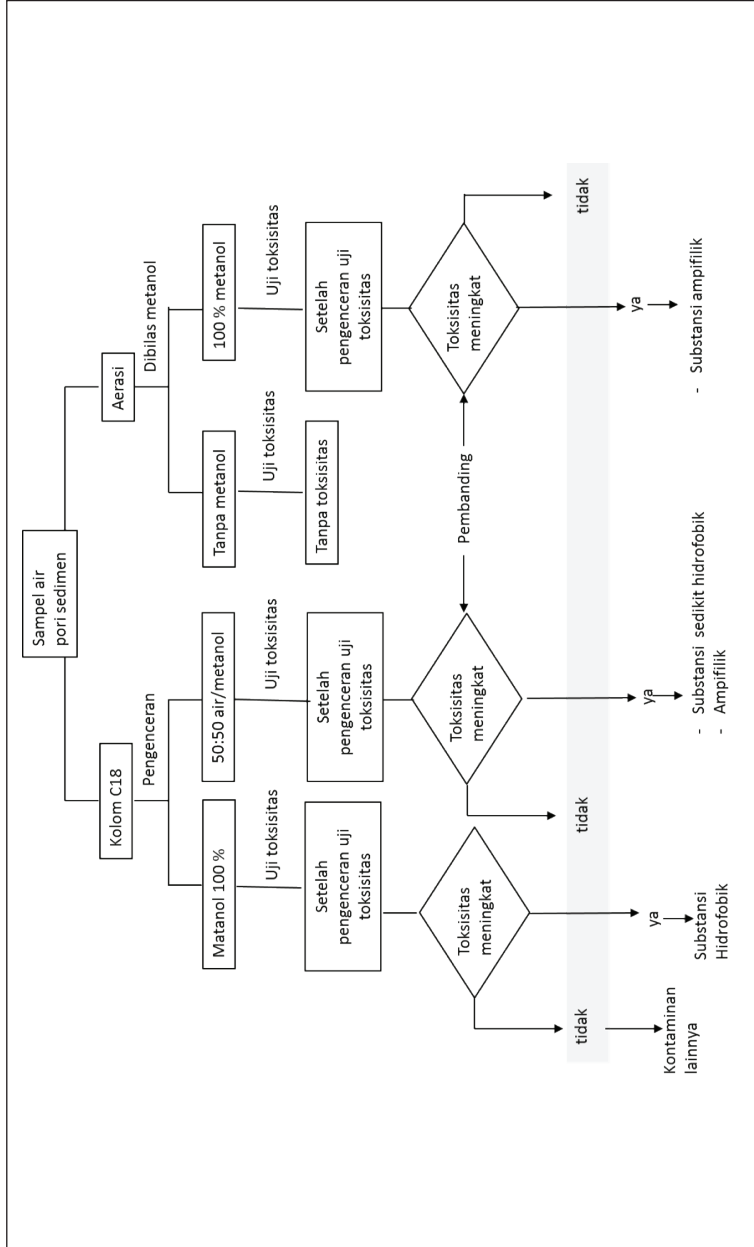 Sampel air
pori sedimen
Kolom C18
Aerasi
Pengenceran
Dibilas metanol
Matanol 100 %
50:50 air/metanol
Tanpa metanol
100 % metanol
Uji toksisitas
Uji toksisitas
Uji toksisitas
Uji toksisitas
Setelah
pengenceran uji
toksisitas
Setelah
pengenceran uji
toksisitas
Tanpa toksisitas
Setelah
pengenceran uji
toksisitas
Toksisitas
meningkat
Toksisitas
meningkat
Pembanding
Toksisitas
meningkat
tidak
tidak
tidak
ya
ya
ya
Kontaminan
lainnya
Substansi
Hidrofobik
- Substansi sedikit hidrofobik
- Ampifilik
- Substansi ampifilik